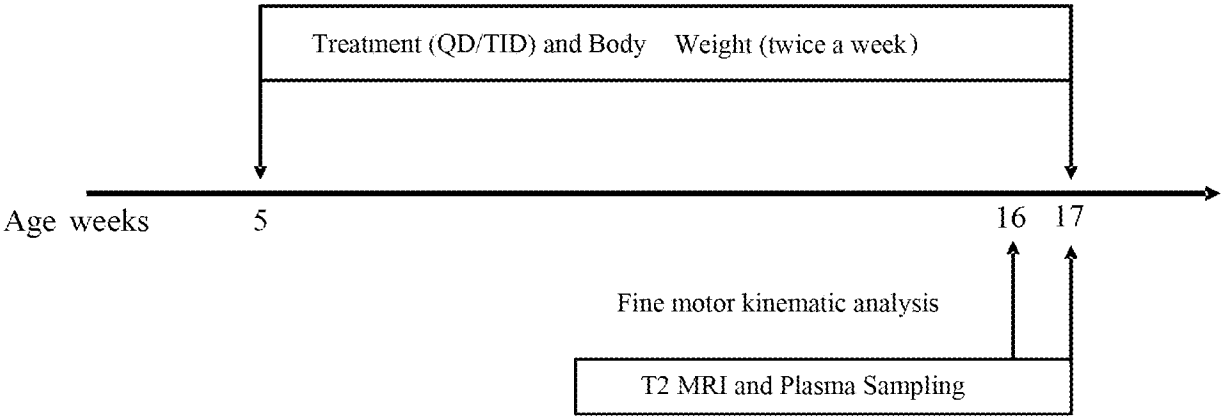 Treatment (QD/TID) and Body Weight (twice a week)
Age weeks 5 16 17
Fine motor kinematic analysis
T2 MRI and Plasma Sampling